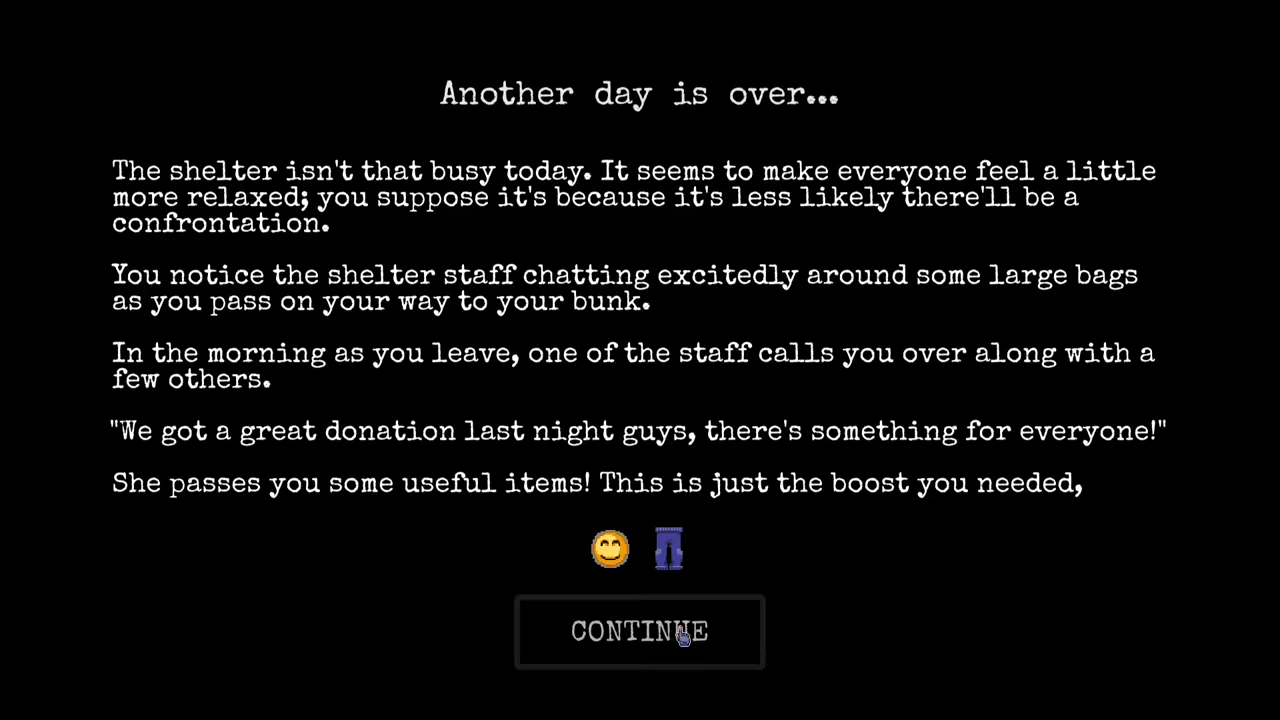 Another day is over...
The shelter isn't that busy today. It seems to make everyone feel a little
more relaxed; you suppose it's because it's less likely there'll be a
confrontation.
You notice the shelter staff chatting excitedly around some large bags
as you pass on your way to your bunk.
In the morning as you leave, one of the staff calls you over along with a
few others.
"We got a great donation last night guys, there's something for everyone!"
She passes you some useful items! This is just the boost you needed,
CONTINUE